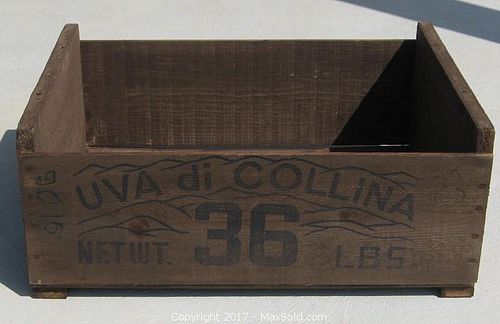 UVA di COLLINA
NET WT. 36 LBS
Copyright 2017 - MaxSold.com